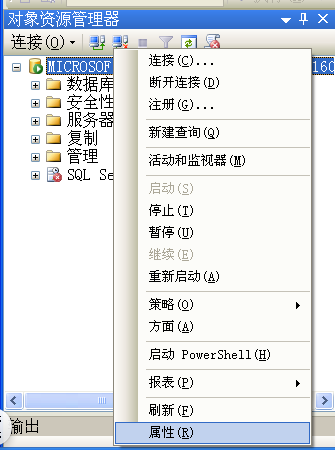 对象资源管理器
连接(O)
MICROSOF
160
数据库
安全性
服务器
复制
管理
SQL Se
连接(C)...
断开连接(D)
注册(G)...
新建查询(Q)
活动和监视器(M)
启动(S)
停止(T)
暂停(U)
继续(E)
重新启动(A)
策略(O)
方面(A)
启动 PowerShell(H)
报表(P)
刷新(F)
属性(R)
输出